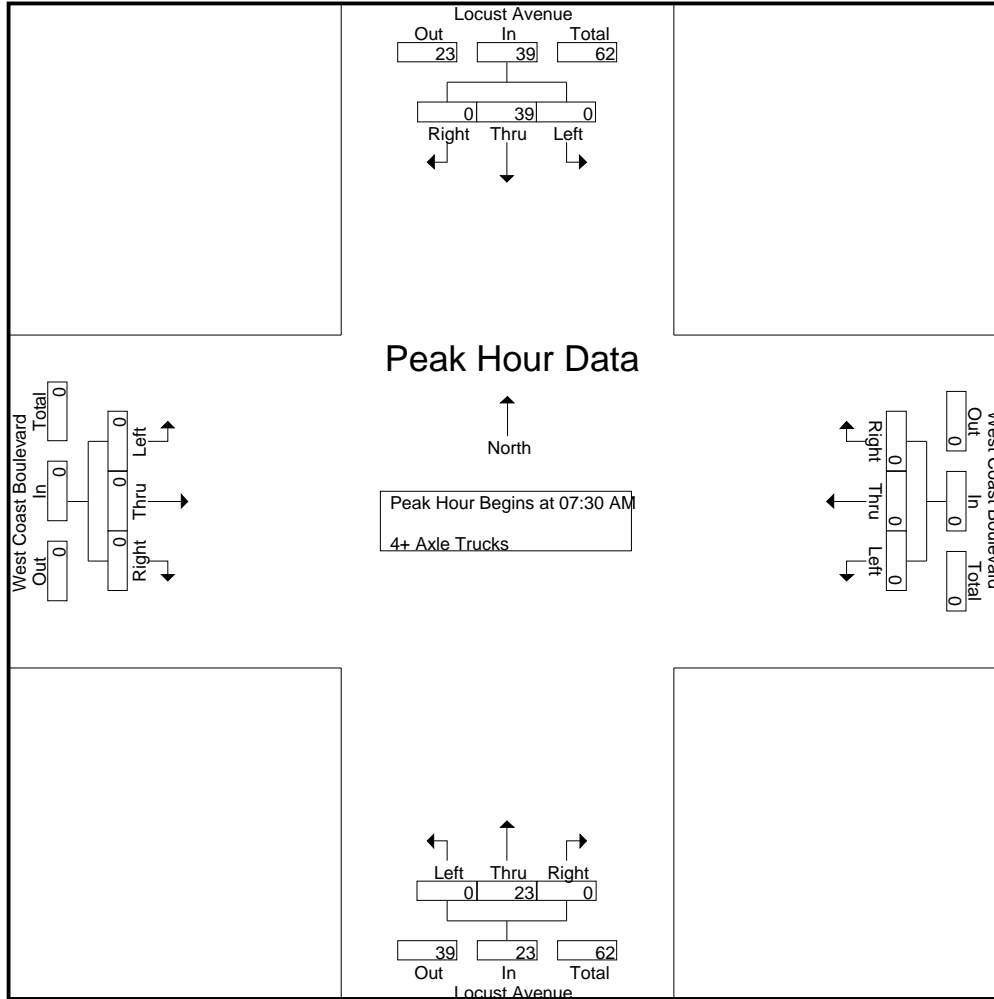 Locust Avenue
Out In Total
23 39 62
0 39 0
Right Thru Left
Peak Hour Data
North
Peak Hour Begins at 07:30 AM
4+ Axle Trucks
West Coast Boulevard
Total In Out
0 0 0
0 0 0
Left Thru Right
West Coast Boulevard
Out In Total
0 0 0
0 0 0
Right Thru Left
Left Thru Right
0 23 0
39 23 62
Out In Total
Locust Avenue